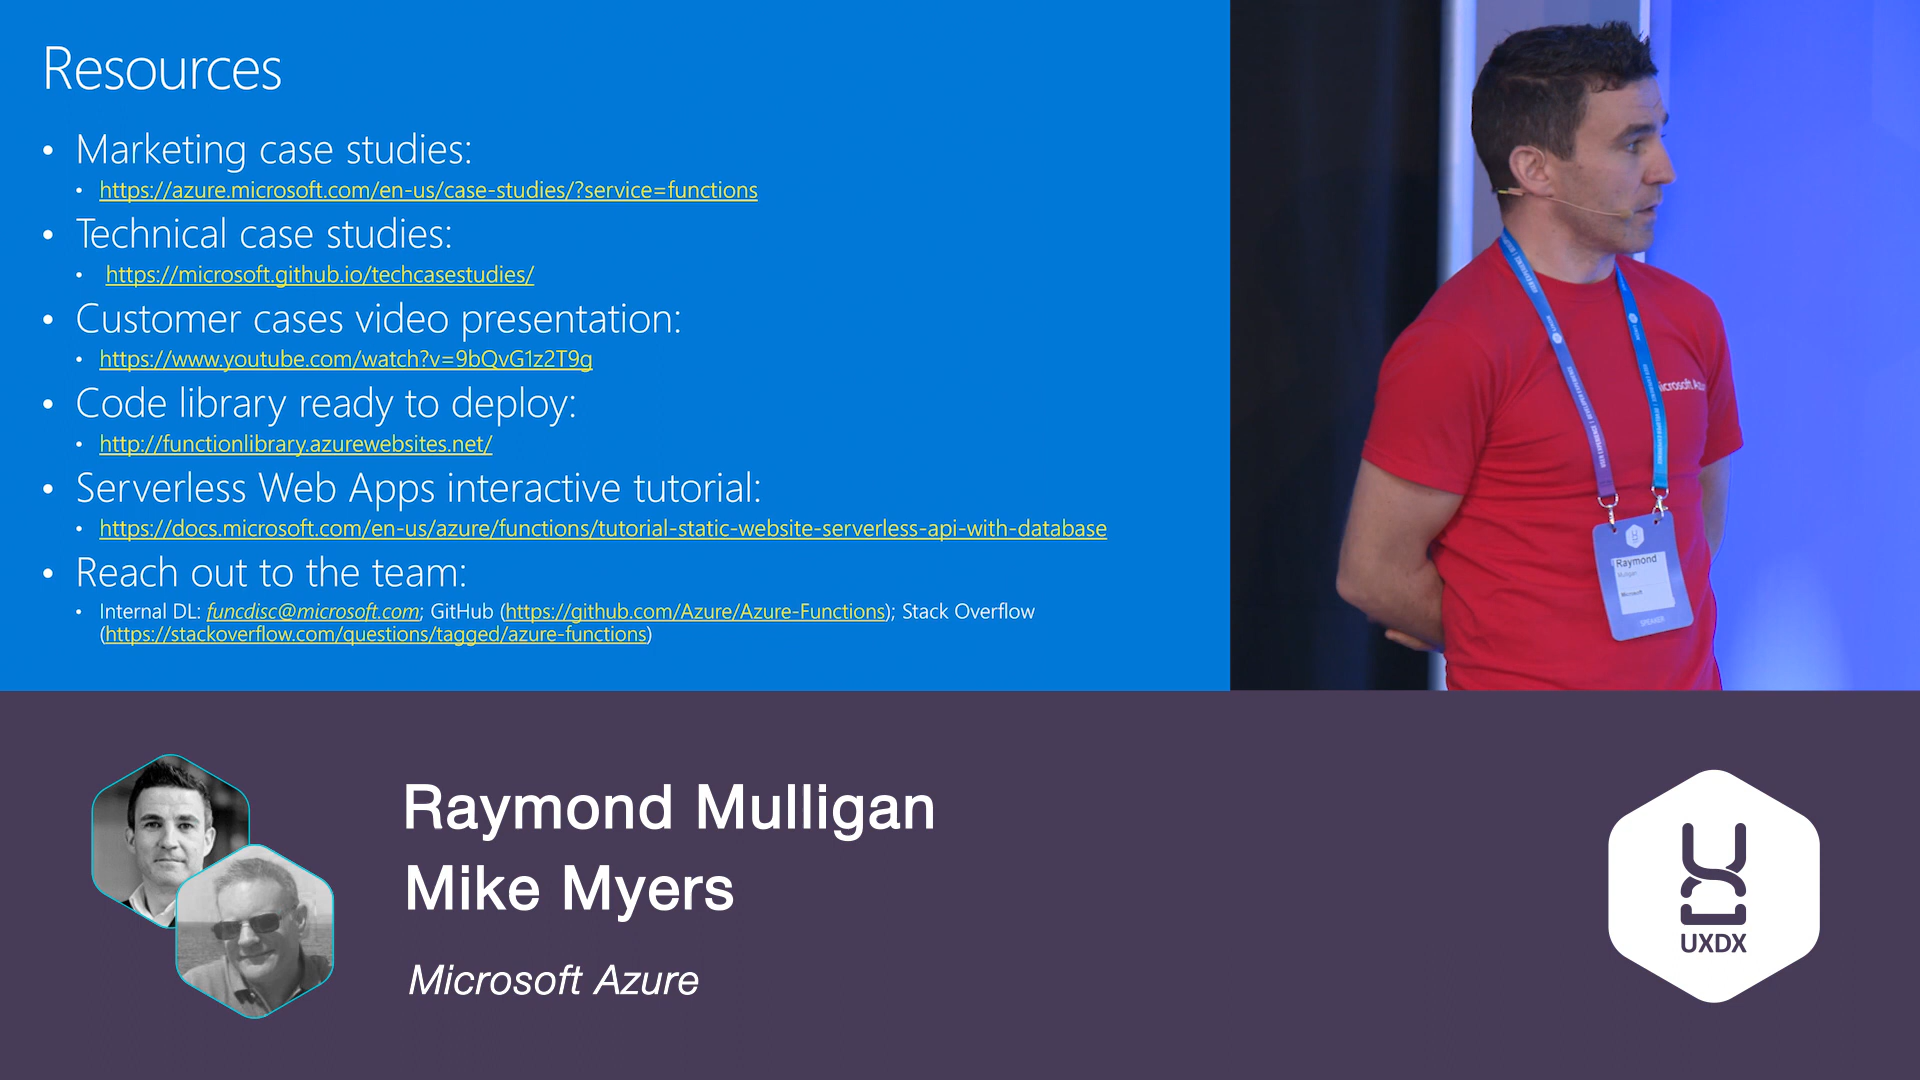 Resources
• Marketing case studies:
• https://azure.microsoft.com/en-us/case-studies/?service=functions
• Technical case studies:
• https://microsoft.github.io/techcasestudies/
• Customer cases video presentation:
• https://www.youtube.com/watch?v=9bQvG1z2T9g
• Code library ready to deploy:
• http://functionlibrary.azurewebsites.net/
• Serverless Web Apps interactive tutorial:
• https://docs.microsoft.com/en-us/azure/functions/tutorial-static-website-serverless-api-with-database
• Reach out to the team:
• Internal DL: funcdisc@microsoft.com; GitHub (https://github.com/Azure/Azure-Functions); Stack Overflow
(https://stackoverflow.com/questions/tagged/azure-functions)
Raymond
Mulligan
Microsoft
SPEAKER
Raymond Mulligan
Mike Myers
Microsoft Azure
UXDX